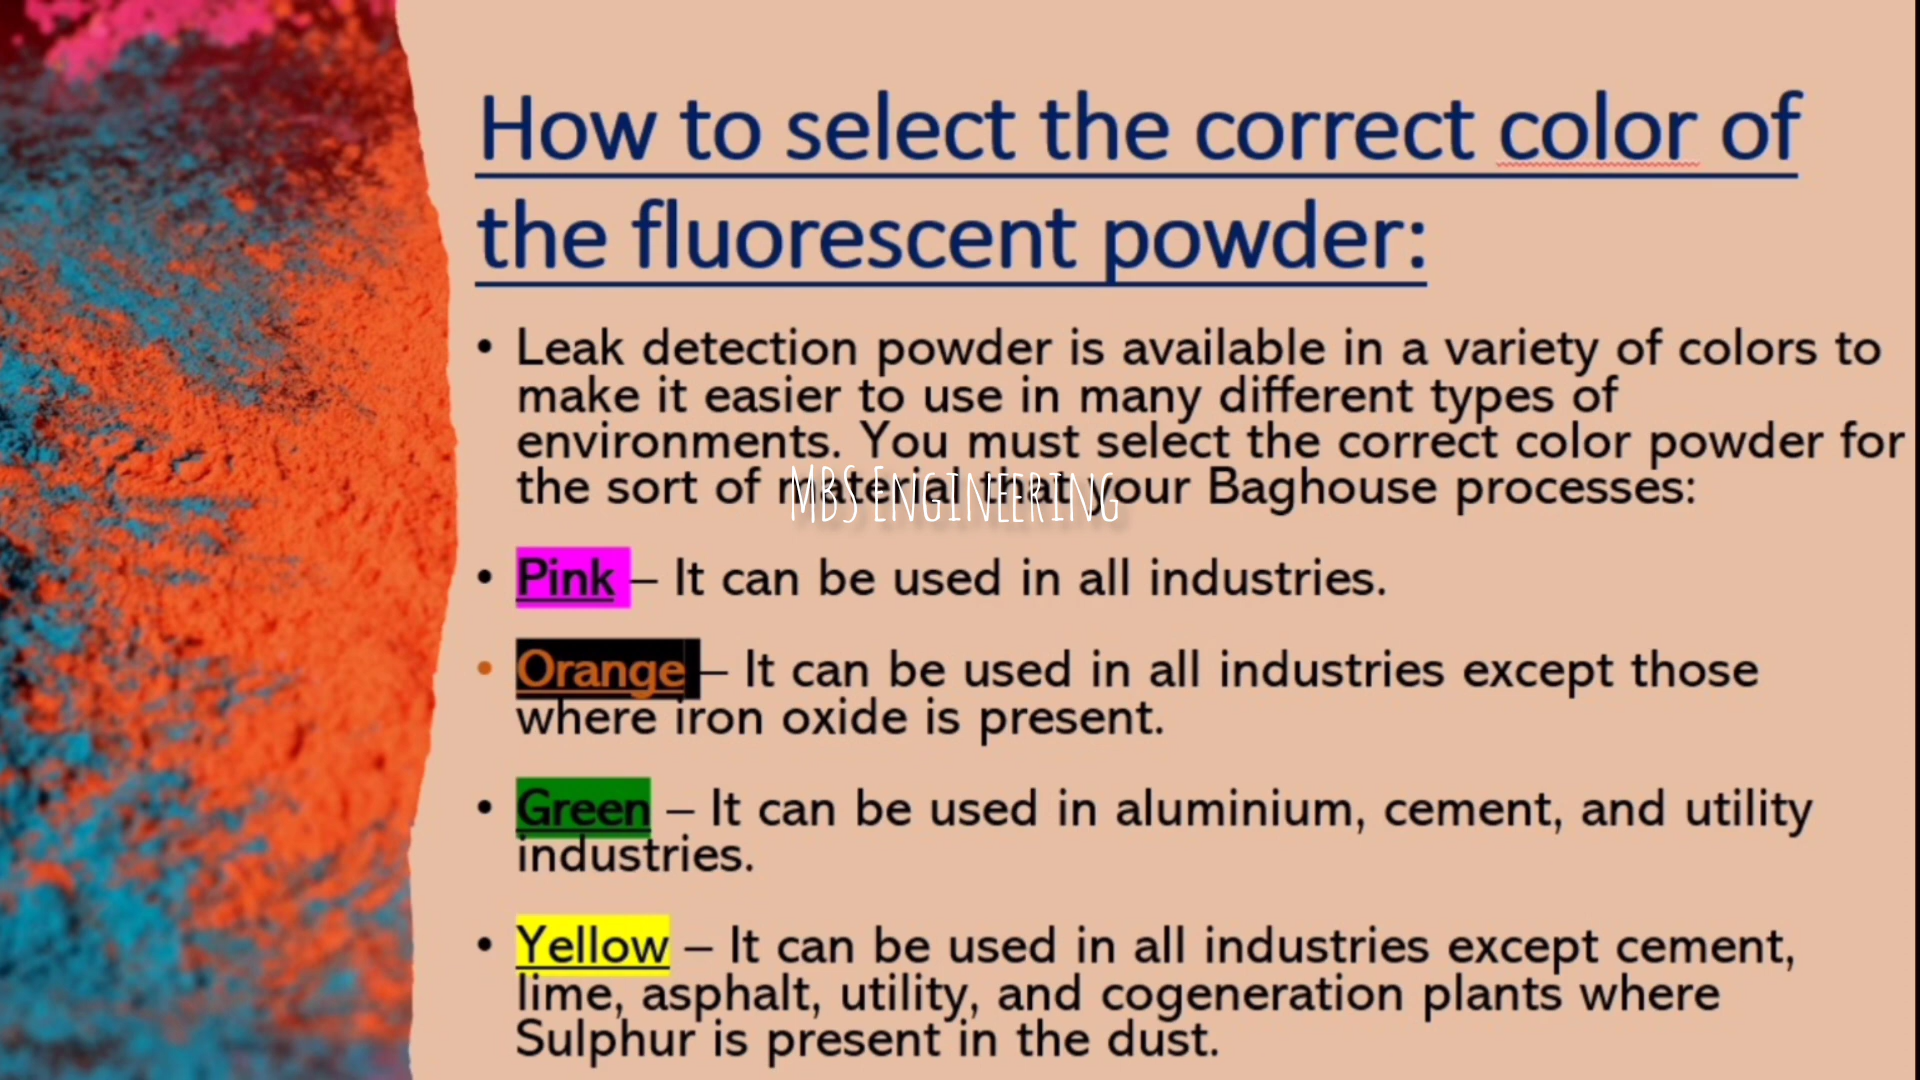 How to select the correct color of
the fluorescent powder:
• Leak detection powder is available in a variety of colors to
make it easier to use in many different types of
environments. You must select the correct color powder for
the sort of material that your Baghouse processes:
MBS ENGINEERING
• Pink – It can be used in all industries.
• Orange – It can be used in all industries except those
where iron oxide is present.
• Green – It can be used in aluminium, cement, and utility
industries.
• Yellow – It can be used in all industries except cement,
lime, asphalt, utility, and cogeneration plants where
Sulphur is present in the dust.